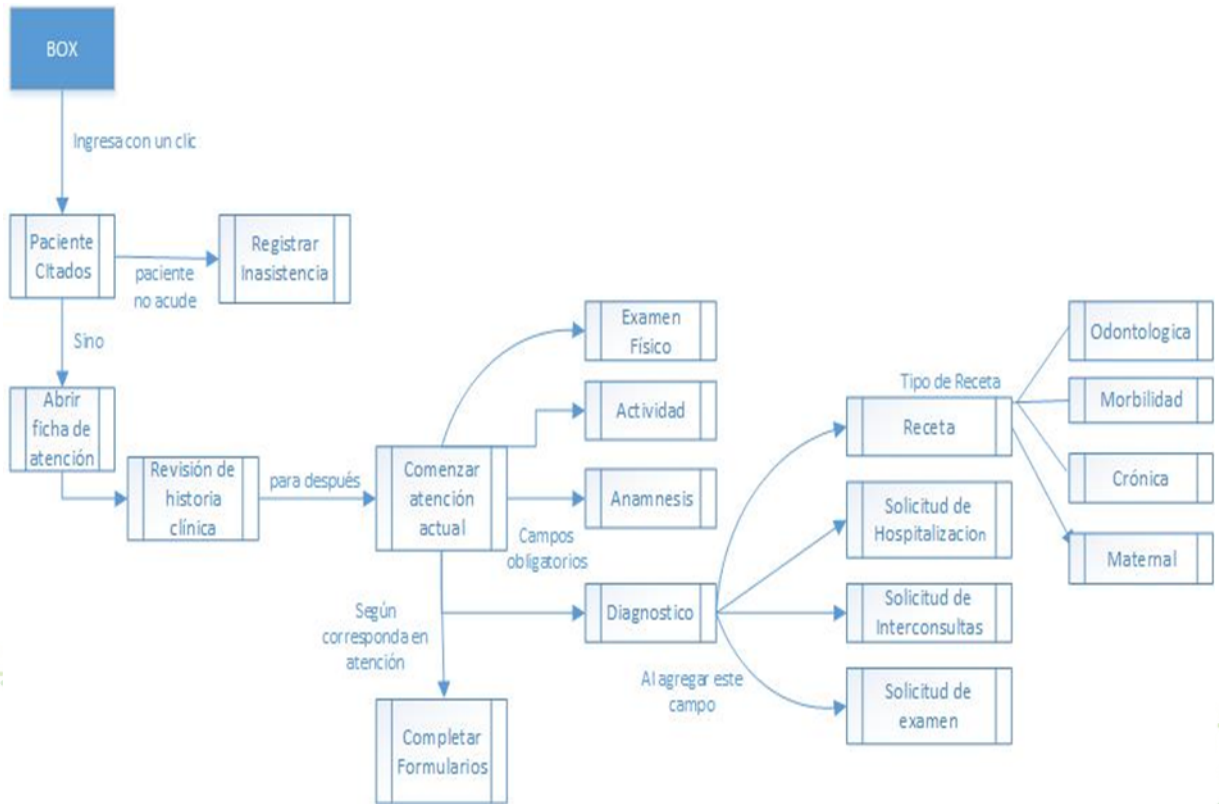 BOX
Ingresa con un clic
Paciente
CItados
paciente
no acude
Registrar
Inasistencia
Sino
Abrir
ficha de
atención
Revisión de
historia
clínica
para después
Comenzar
atención
actual
Campos
obligatorios
Según
corresponda en
atención
Completar
Formularios
Examen
Físico
Actividad
Anamnesis
Diagnostico
Al agregar este
campo
Tipo de Receta
Receta
Solicitud de
Hospitalizacion
Solicitud de
Interconsultas
Solicitud de
examen
Odontologica
Morbilidad
Crónica
Maternal